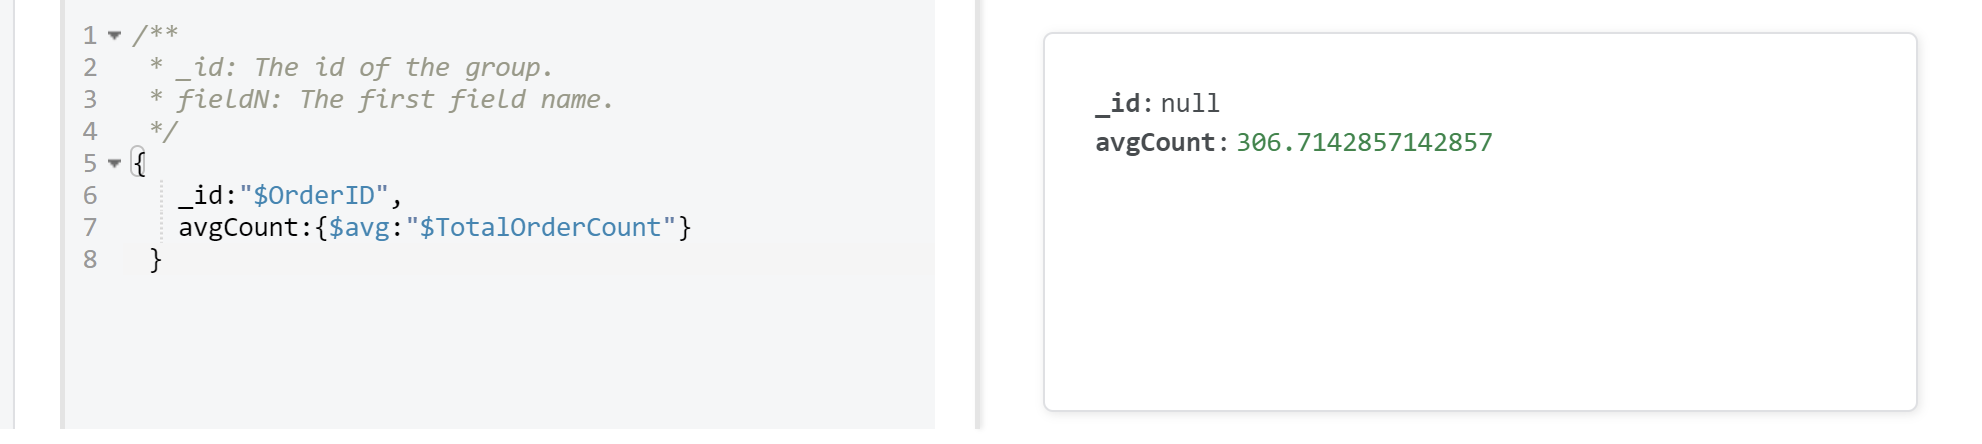 1 /**
2 * _id: The id of the group.
3 * fieldN: The first field name.
4 */
5 {
6 _id:"$OrderID",
7 avgCount:{$avg:"$TotalOrderCount"}
8 }
_id: null
avgCount: 306.7142857142857